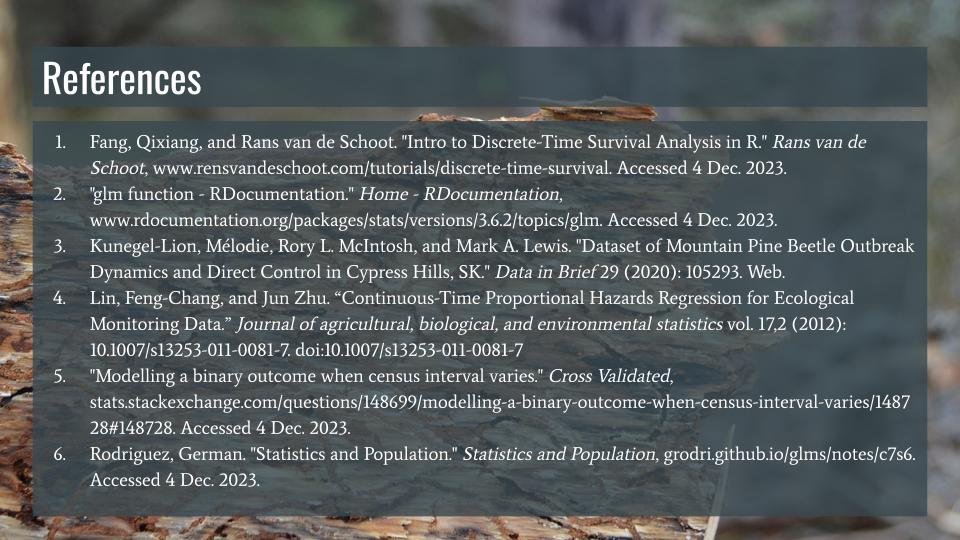 References
1. Fang, Qixiang, and Rans van de Schoot. "Intro to Discrete-Time Survival Analysis in R." Rans van de
Schoot, www.rensvandeschoot.com/tutorials/discrete-time-survival. Accessed 4 Dec. 2023.
2. "glm function - RDocumentation." Home - RDocumentation,
www.rdocumentation.org/packages/stats/versions/3.6.2/topics/glm. Accessed 4 Dec. 2023.
3. Kunegel-Lion, Mélodie, Rory L. McIntosh, and Mark A. Lewis. "Dataset of Mountain Pine Beetle Outbreak
Dynamics and Direct Control in Cypress Hills, SK." Data in Brief 29 (2020): 105293. Web.
4. Lin, Feng-Chang, and Jun Zhu. “Continuous-Time Proportional Hazards Regression for Ecological
Monitoring Data.” Journal of agricultural, biological, and environmental statistics vol. 17,2 (2012):
10.1007/s13253-011-0081-7. doi:10.1007/s13253-011-0081-7
5. "Modelling a binary outcome when census interval varies." Cross Validated,
stats.stackexchange.com/questions/148699/modelling-a-binary-outcome-when-census-interval-varies/1487
28#148728. Accessed 4 Dec. 2023.
6. Rodriguez, German. "Statistics and Population." Statistics and Population, grodri.github.io/glms/notes/c7s6.
Accessed 4 Dec. 2023.